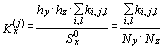 K_x^{(j)} = \frac{h_y \cdot h_z \cdot \sum_{i,l} k_{i,j,l}}{S_x^0} = \frac{\sum_{i,l} k_{i,j,l}}{N_y \cdot N_z}